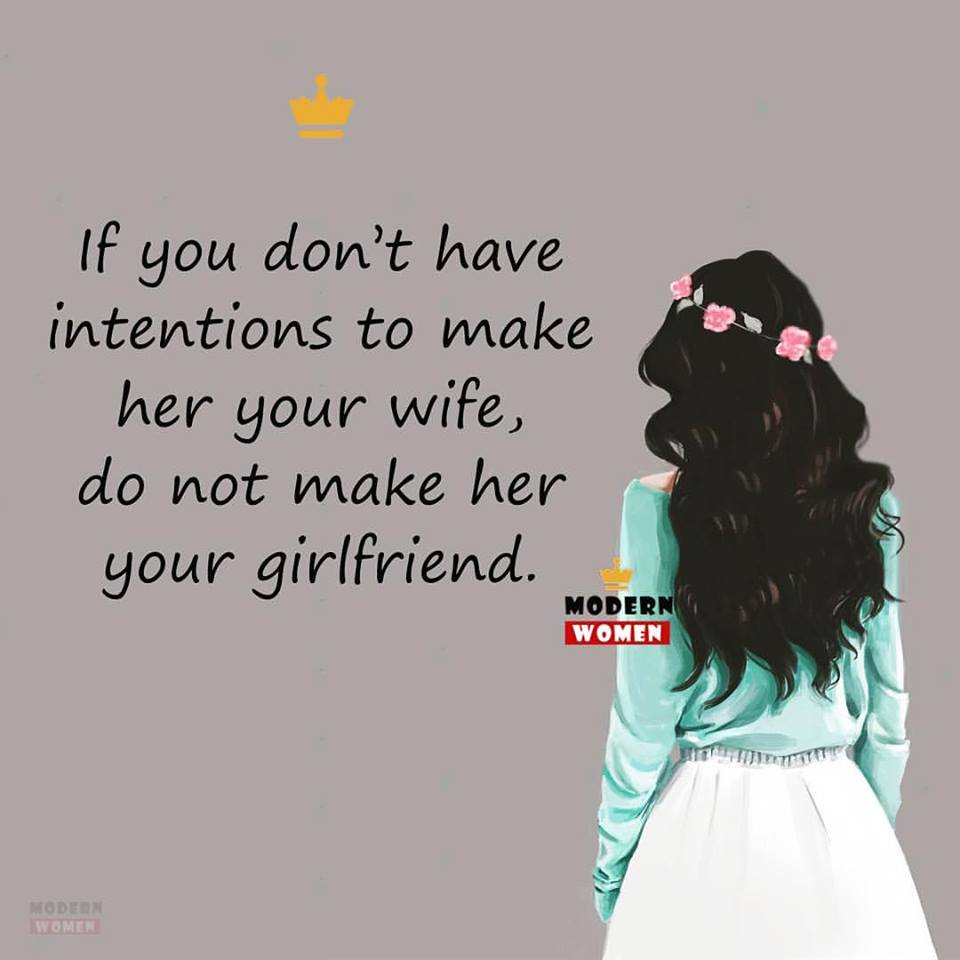 If you don't have
intentions to make
her your wife,
do not make her
your girlfriend.
MODERN
WOMEN
MODERN
WOMEN